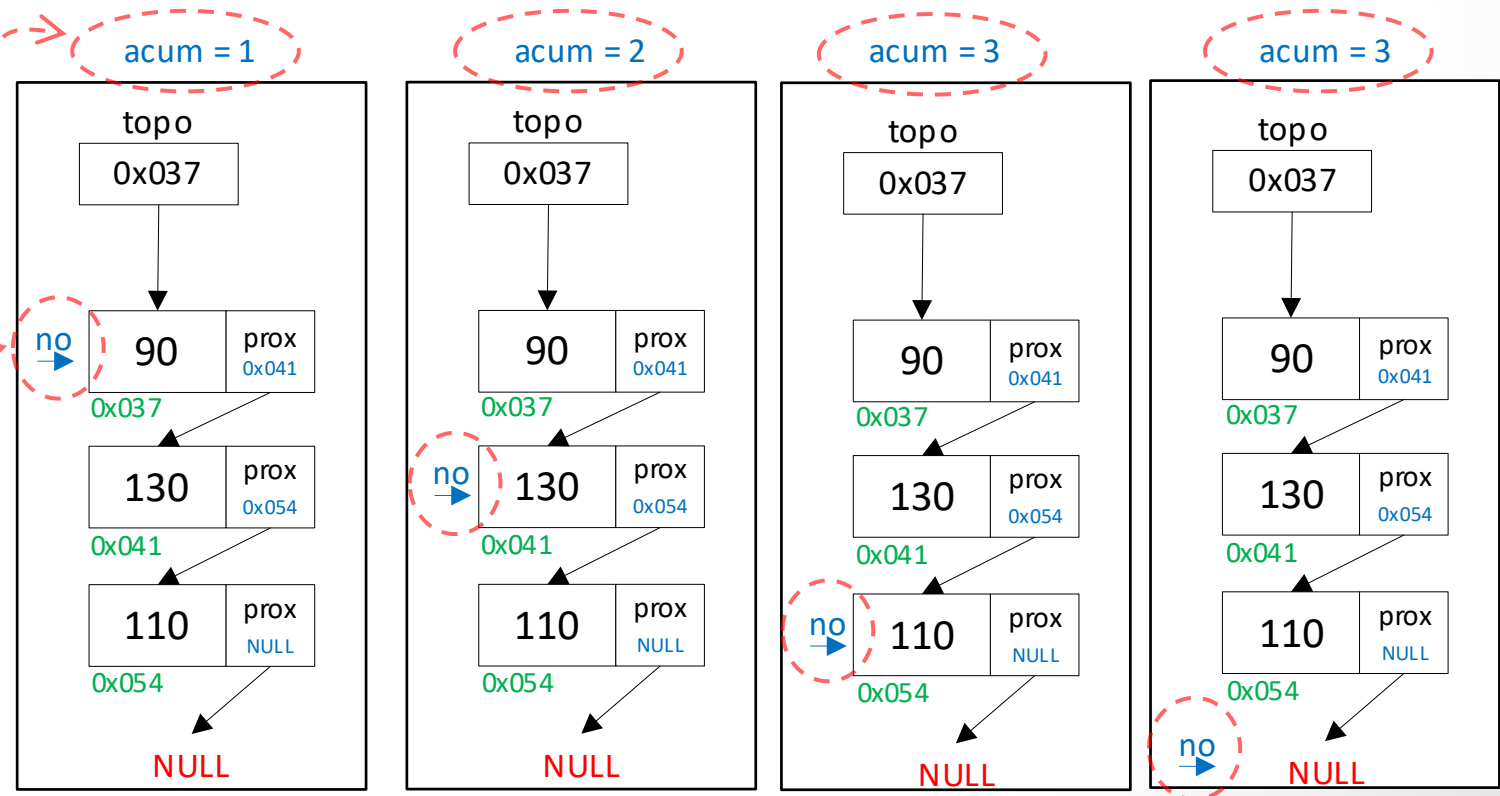 acum = 1
topo
0x037
no
90
prox
0x041
0x037
130
prox
0x054
0x041
110
prox
NULL
0x054
NULL
acum = 2
topo
0x037
90
prox
0x041
0x037
no
130
prox
0x054
0x041
110
prox
NULL
0x054
NULL
acum = 3
topo
0x037
90
prox
0x041
0x037
130
prox
0x054
0x041
no
110
prox
NULL
0x054
NULL
acum = 3
topo
0x037
90
prox
0x041
0x037
130
prox
0x054
0x041
110
prox
NULL
0x054
no
NULL